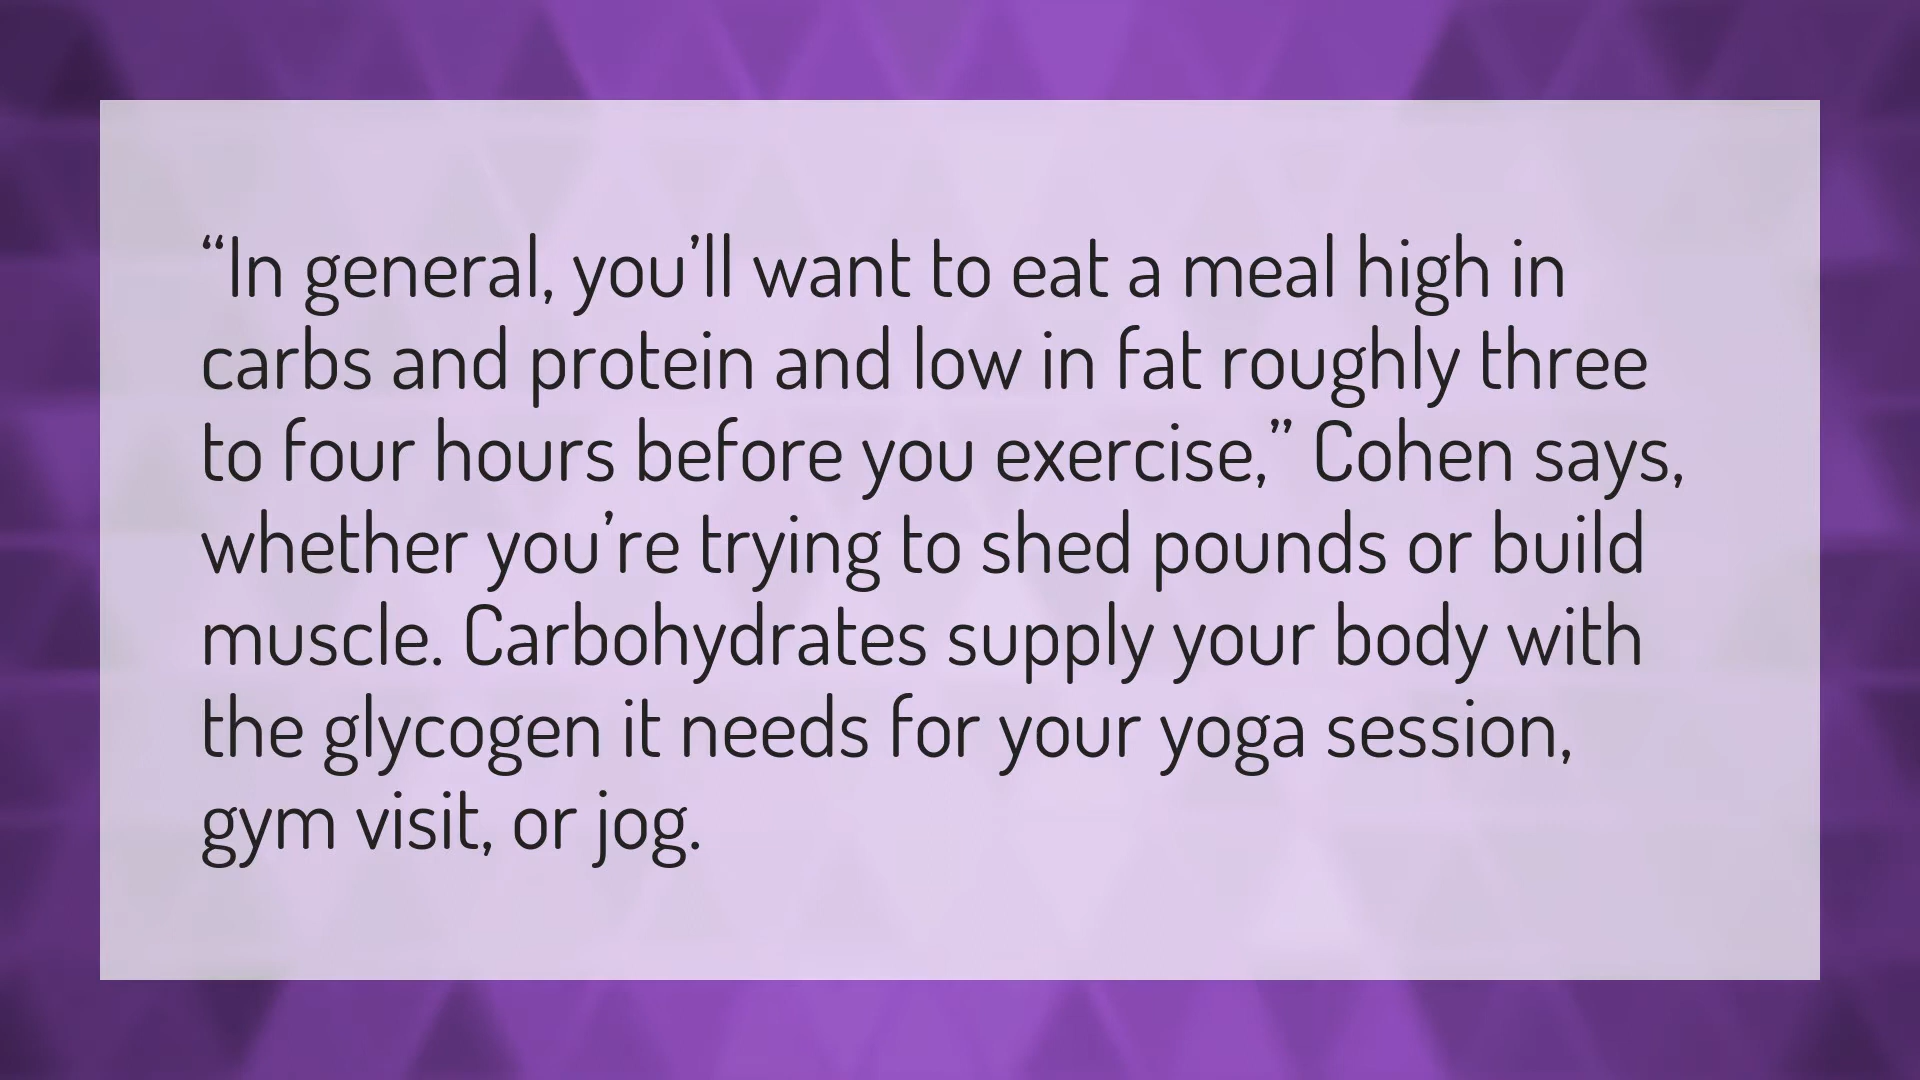 “In general, you’ll want to eat a meal high in
carbs and protein and low in fat roughly three
to four hours before you exercise,” Cohen says,
whether you’re trying to shed pounds or build
muscle. Carbohydrates supply your body with
the glycogen it needs for your yoga session,
gym visit, or jog.